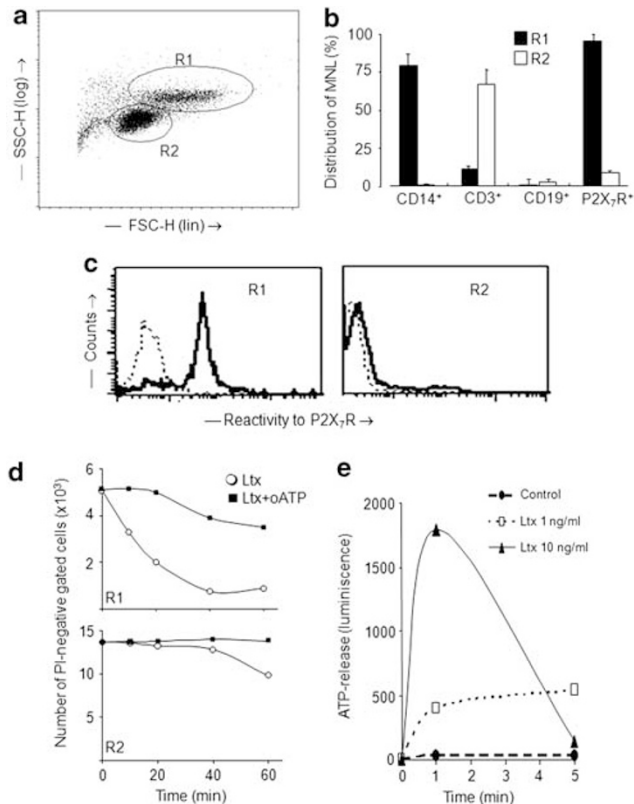 a
SSC-H (log) →
R1
R2
FSC-H (lin) →
b
Distribution of MNL (%)
100
75
50
25
0
R1
R2
CD14⁺
CD3⁺
CD19⁺
P2X₇R⁺
c
Counts →
R1
R2
Reactivity to P2X₇R →
d
Number of PI-negative gated cells (x10³)
6
4
2
R1
Ltx
Ltx+oATP
15
10
5
R2
0
20
40
60
Time (min)
e
ATP-release (luminiscence)
2000
1500
1000
500
0
Control
Ltx 1 ng/ml
Ltx 10 ng/ml
0
1
2
3
4
5
Time (min)